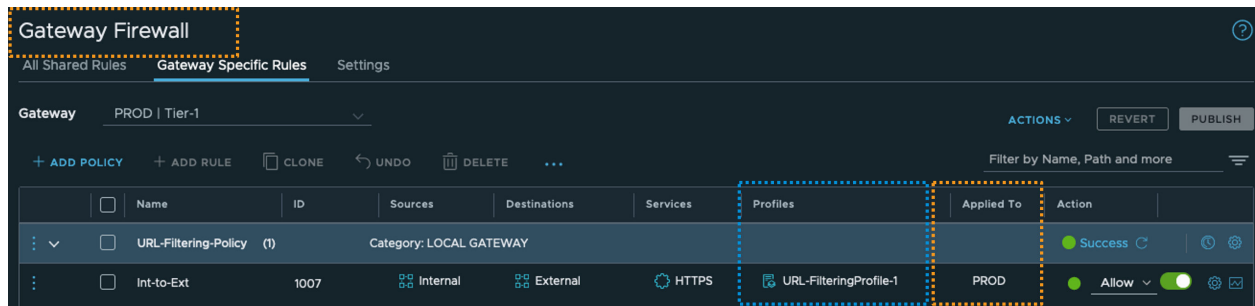 Gateway Firewall
?
All Shared Rules Gateway Specific Rules Settings
Gateway PROD | Tier-1
ACTIONS REVERT PUBLISH
+ ADD POLICY + ADD RULE CLONE UNDO DELETE ... Filter by Name, Path and more
Name ID Sources Destinations Services Profiles Applied To Action
URL-Filtering-Policy (1) Category: LOCAL GATEWAY Success
Int-to-Ext 1007 Internal External HTTPS URL-FilteringProfile-1 PROD Allow